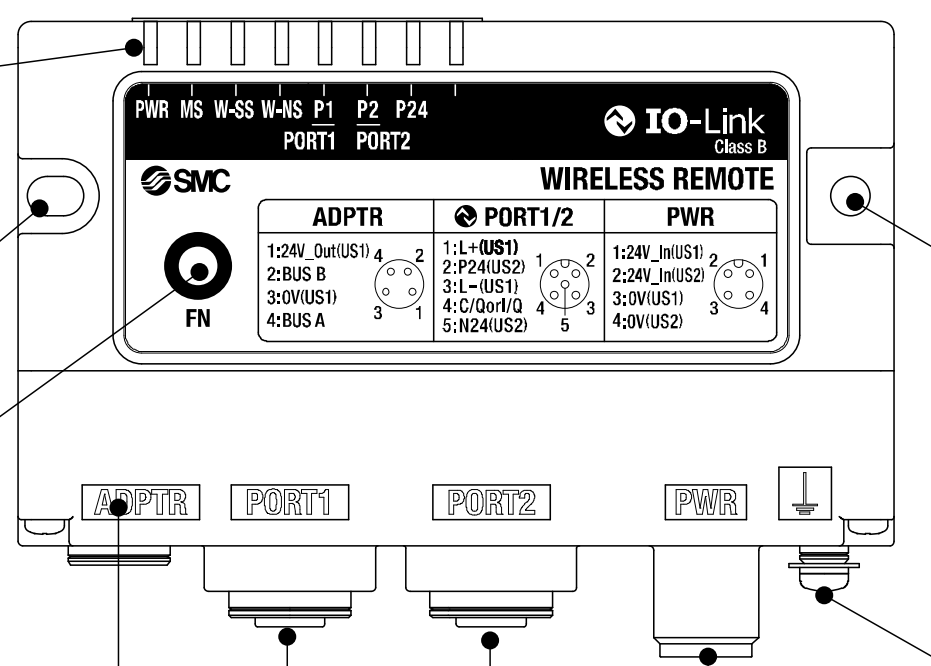 PWR MS W-SS W-NS P1 P2 P24
PORT1 PORT2
IO-Link
Class B
SMC
WIRELESS REMOTE
FN
ADPTR
1:24V_Out(US1)
2:BUS B
3:0V(US1)
4:BUS A
4 2
3 1
PORT1/2
1:L+(US1)
2:P24(US2)
3:L-(US1)
4:C/QorI/Q
5:N24(US2)
1 2
4 3
5
PWR
1:24V_In(US1)
2:24V_In(US2)
3:0V(US1)
4:0V(US2)
2 1
3 4
ADPTR PORT1 PORT2 PWR